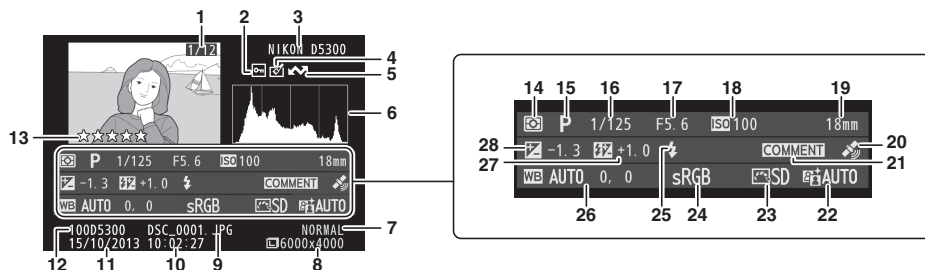 1 2 3
1/12 NIKON D5300
4
5
6
13
P 1/125 F5. 6 ISO 100 18mm
-1. 3 +1. 0 COMMENT
WB AUTO 0, 0 sRGB SD AUTO
100D5300 DSC_0001. JPG NORMAL
15/10/2013 10:02:27 6000x4000
7
12 11 10 9 8
14 15 16 17 18 19
P 1/125 F5. 6 ISO 100 18mm
28 -1. 3 +1. 0 COMMENT 20
27 21
WB AUTO 0, 0 sRGB SD AUTO
26 25 24 23 22